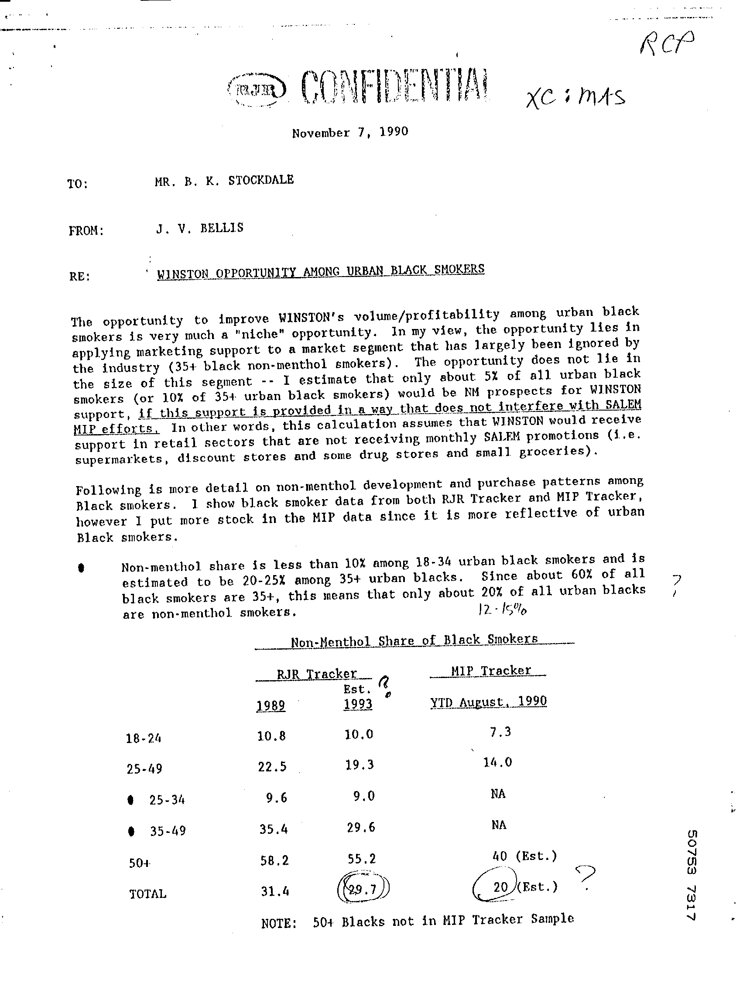 RCP
RJR CONFIDENTIAL
XC: MAS
November 7, 1990
TO: MR. B. K. STOCKDALE
FROM: J. V. BELLIS
RE: WINSTON OPPORTUNITY AMONG URBAN BLACK SMOKERS
The opportunity to improve WINSTON's volume/profitability among urban black
smokers is very much a "niche" opportunity. In my view, the opportunity lies in
applying marketing support to a market segment that has largely been ignored by
the industry (35+ black non-menthol smokers). The opportunity does not lie in
the size of this segment -- I estimate that only about 5% of all urban black
smokers (or 10% of 35+ urban black smokers) would be NM prospects for WINSTON
support, if this support is provided in a way that does not interfere with SALEM
MIP efforts. In other words, this calculation assumes that WINSTON would receive
support in retail sectors that are not receiving monthly SALEM promotions (i.e.
supermarkets, discount stores and some drug stores and small groceries).
Following is more detail on non-menthol development and purchase patterns among
Black smokers. I show black smoker data from both RJR Tracker and MIP Tracker,
however I put more stock in the MIP data since it is more reflective of urban
Black smokers.
Non-menthol share is less than 10% among 18-34 urban black smokers and is
estimated to be 20-25% among 35+ urban blacks. Since about 60% of all
black smokers are 35+, this means that only about 20% of all urban blacks ?
are non-menthol smokers. 12-15%
Non-Menthol Share of Black Smokers
RJR Tracker MIP Tracker
Est. ?
1989 1993 YTD August, 1990
18-24 10.8 10.0 7.3
25-49 22.5 19.3 14.0
25-34 9.6 9.0 NA
35-49 35.4 29.6 NA
50+ 58.2 55.2 40 (Est.)
TOTAL 31.4 29.7 20 (Est.) ?
NOTE: 50+ Blacks not in MIP Tracker Sample
50753 7317